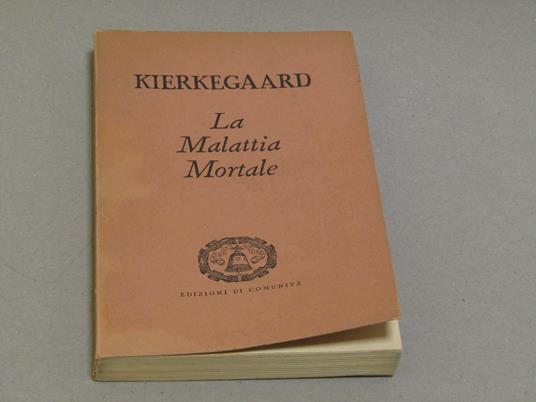 KIERKEGAARD
La
Malattia
Mortale
EDIZIONI DI COMUNITÀ